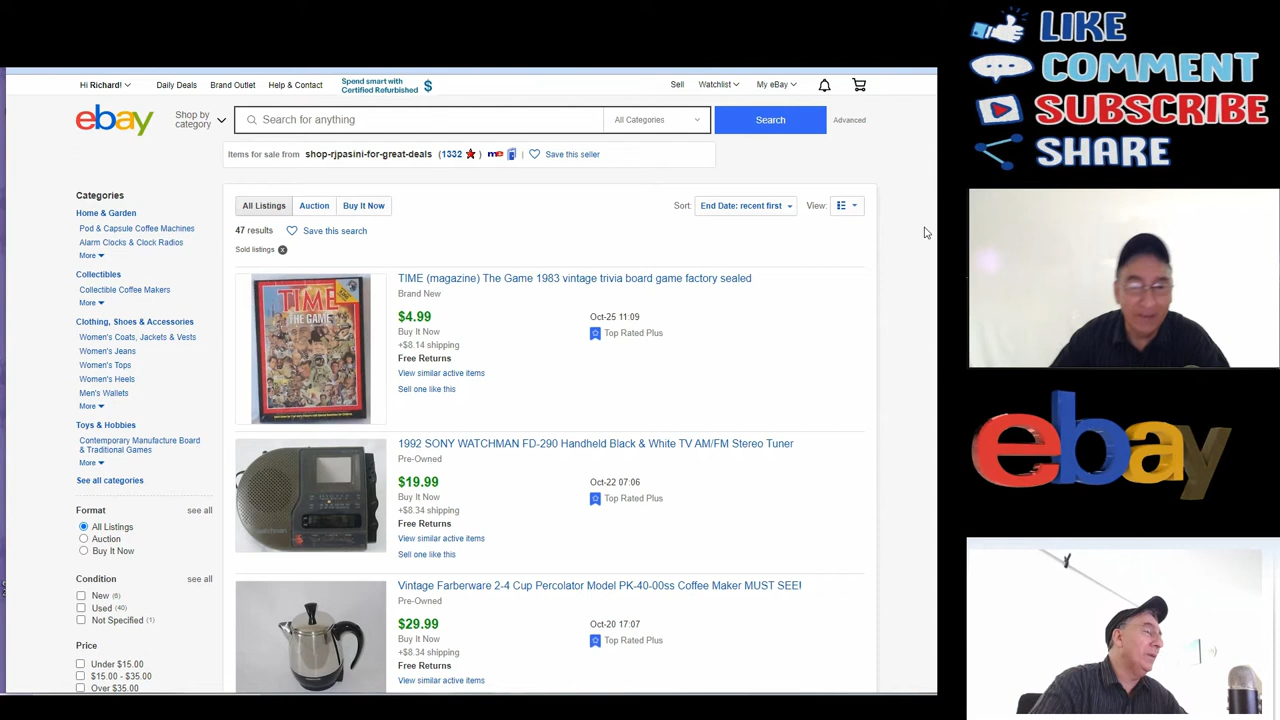 Hi Richard!
Daily Deals
Brand Outlet
Help & Contact
Spend smart with
Certified Refurbished
$
Sell
Watchlist
My eBay
ebay
Shop by
category
Search for anything
All Categories
Search
Advanced
Items for sale from shop-rjpasini-for-great-deals (1332 ) me Save this seller
Categories
Home & Garden
Pod & Capsule Coffee Machines
Alarm Clocks & Clock Radios
More
Collectibles
Collectible Coffee Makers
More
Clothing, Shoes & Accessories
Women's Coats, Jackets & Vests
Women's Jeans
Women's Tops
Women's Heels
Men's Wallets
More
Toys & Hobbies
Contemporary Manufacture Board
& Traditional Games
More
See all categories
Format see all
All Listings
Auction
Buy It Now
Condition see all
New (6)
Used (40)
Not Specified (1)
Price
Under $15.00
$15.00 - $35.00
Over $35.00
All Listings Auction Buy It Now
Sort: End Date: recent first View:
47 results Save this search
Sold listings x
TIME
THE GAME
TIME (magazine) The Game 1983 vintage trivia board game factory sealed
Brand New
$4.99 Oct-25 11:09
Buy It Now Top Rated Plus
+$8.14 shipping
Free Returns
View similar active items
Sell one like this
1992 SONY WATCHMAN FD-290 Handheld Black & White TV AM/FM Stereo Tuner
Pre-Owned
$19.99 Oct-22 07:06
Buy It Now Top Rated Plus
+$8.34 shipping
Free Returns
View similar active items
Sell one like this
Vintage Farberware 2-4 Cup Percolator Model PK-40-00ss Coffee Maker MUST SEE!
Pre-Owned
$29.99 Oct-20 17:07
Buy It Now Top Rated Plus
+$8.34 shipping
Free Returns
View similar active items
LIKE
COMMENT
SUBSCRIBE
SHARE
ebay